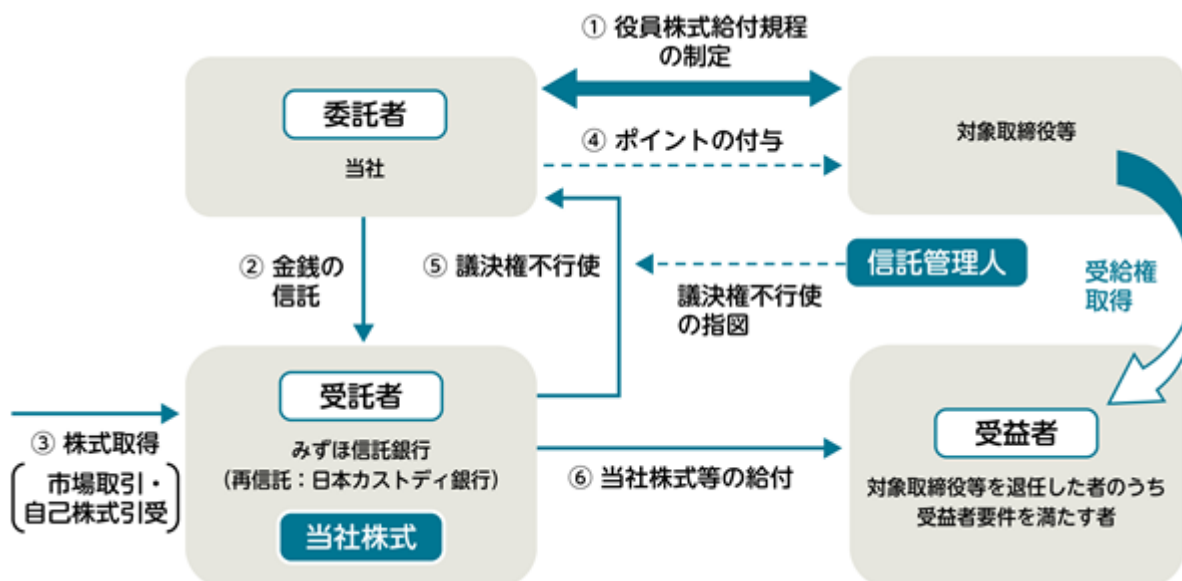 ① 役員株式給付規程
の制定
委託者
当社
④ ポイントの付与
対象取締役等
② 金銭の
信託
⑤ 議決権不行使
信託管理人
議決権不行使
の指図
受給権
取得
③ 株式取得
市場取引・
自己株式引受
受託者
みずほ信託銀行
(再信託:日本カストディ銀行)
当社株式
⑥ 当社株式等の給付
受益者
対象取締役等を退任した者のうち
受益者要件を満たす者